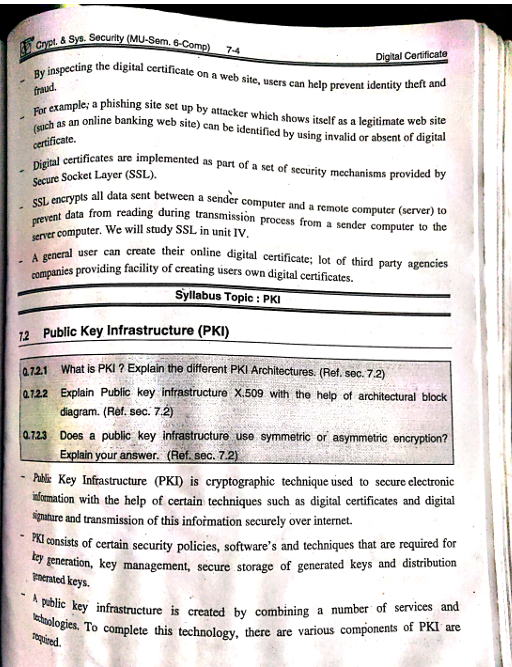 Crypt. & Sys. Security (MU-Sem. 6-Comp) 7-4 Digital Certificate
- By inspecting the digital certificate on a web site, users can help prevent identity theft and
fraud.
- For example; a phishing site set up by attacker which shows itself as a legitimate web site
(such as an online banking web site) can be identified by using invalid or absent of digital
certificate.
- Digital certificates are implemented as part of a set of security mechanisms provided by
Secure Socket Layer (SSL).
- SSL encrypts all data sent between a sender computer and a remote computer (server) to
prevent data from reading during transmission process from a sender computer to the
server computer. We will study SSL in unit IV.
- A general user can create their online digital certificate; lot of third party agencies
companies providing facility of creating users own digital certificates.
Syllabus Topic : PKI
7.2 Public Key Infrastructure (PKI)
Q.7.2.1 What is PKI ? Explain the different PKI Architectures. (Ref. sec. 7.2)
Q.7.2.2 Explain Public key infrastructure X.509 with the help of architectural block
diagram. (Ref. sec. 7.2)
Q.7.2.3 Does a public key infrastructure use symmetric or asymmetric encryption?
Explain your answer. (Ref. sec. 7.2)
- Public Key Infrastructure (PKI) is cryptographic technique used to secure electronic
information with the help of certain techniques such as digital certificates and digital
signature and transmission of this information securely over internet.
- PKI consists of certain security policies, software's and techniques that are required for
key generation, key management, secure storage of generated keys and distribution
generated keys.
- A public key infrastructure is created by combining a number of services and
technologies. To complete this technology, there are various components of PKI are
required.